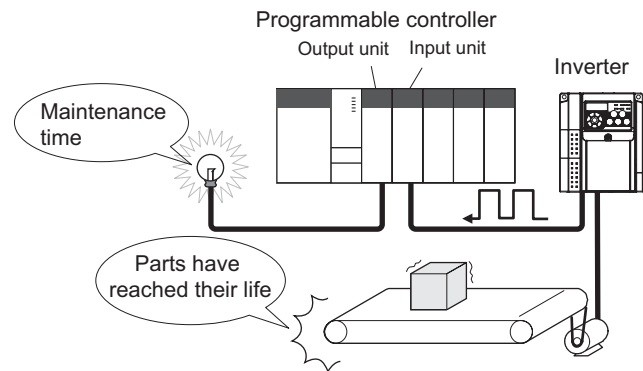 Programmable controller
Output unit
Input unit
Inverter
Maintenance
time
Parts have
reached their life